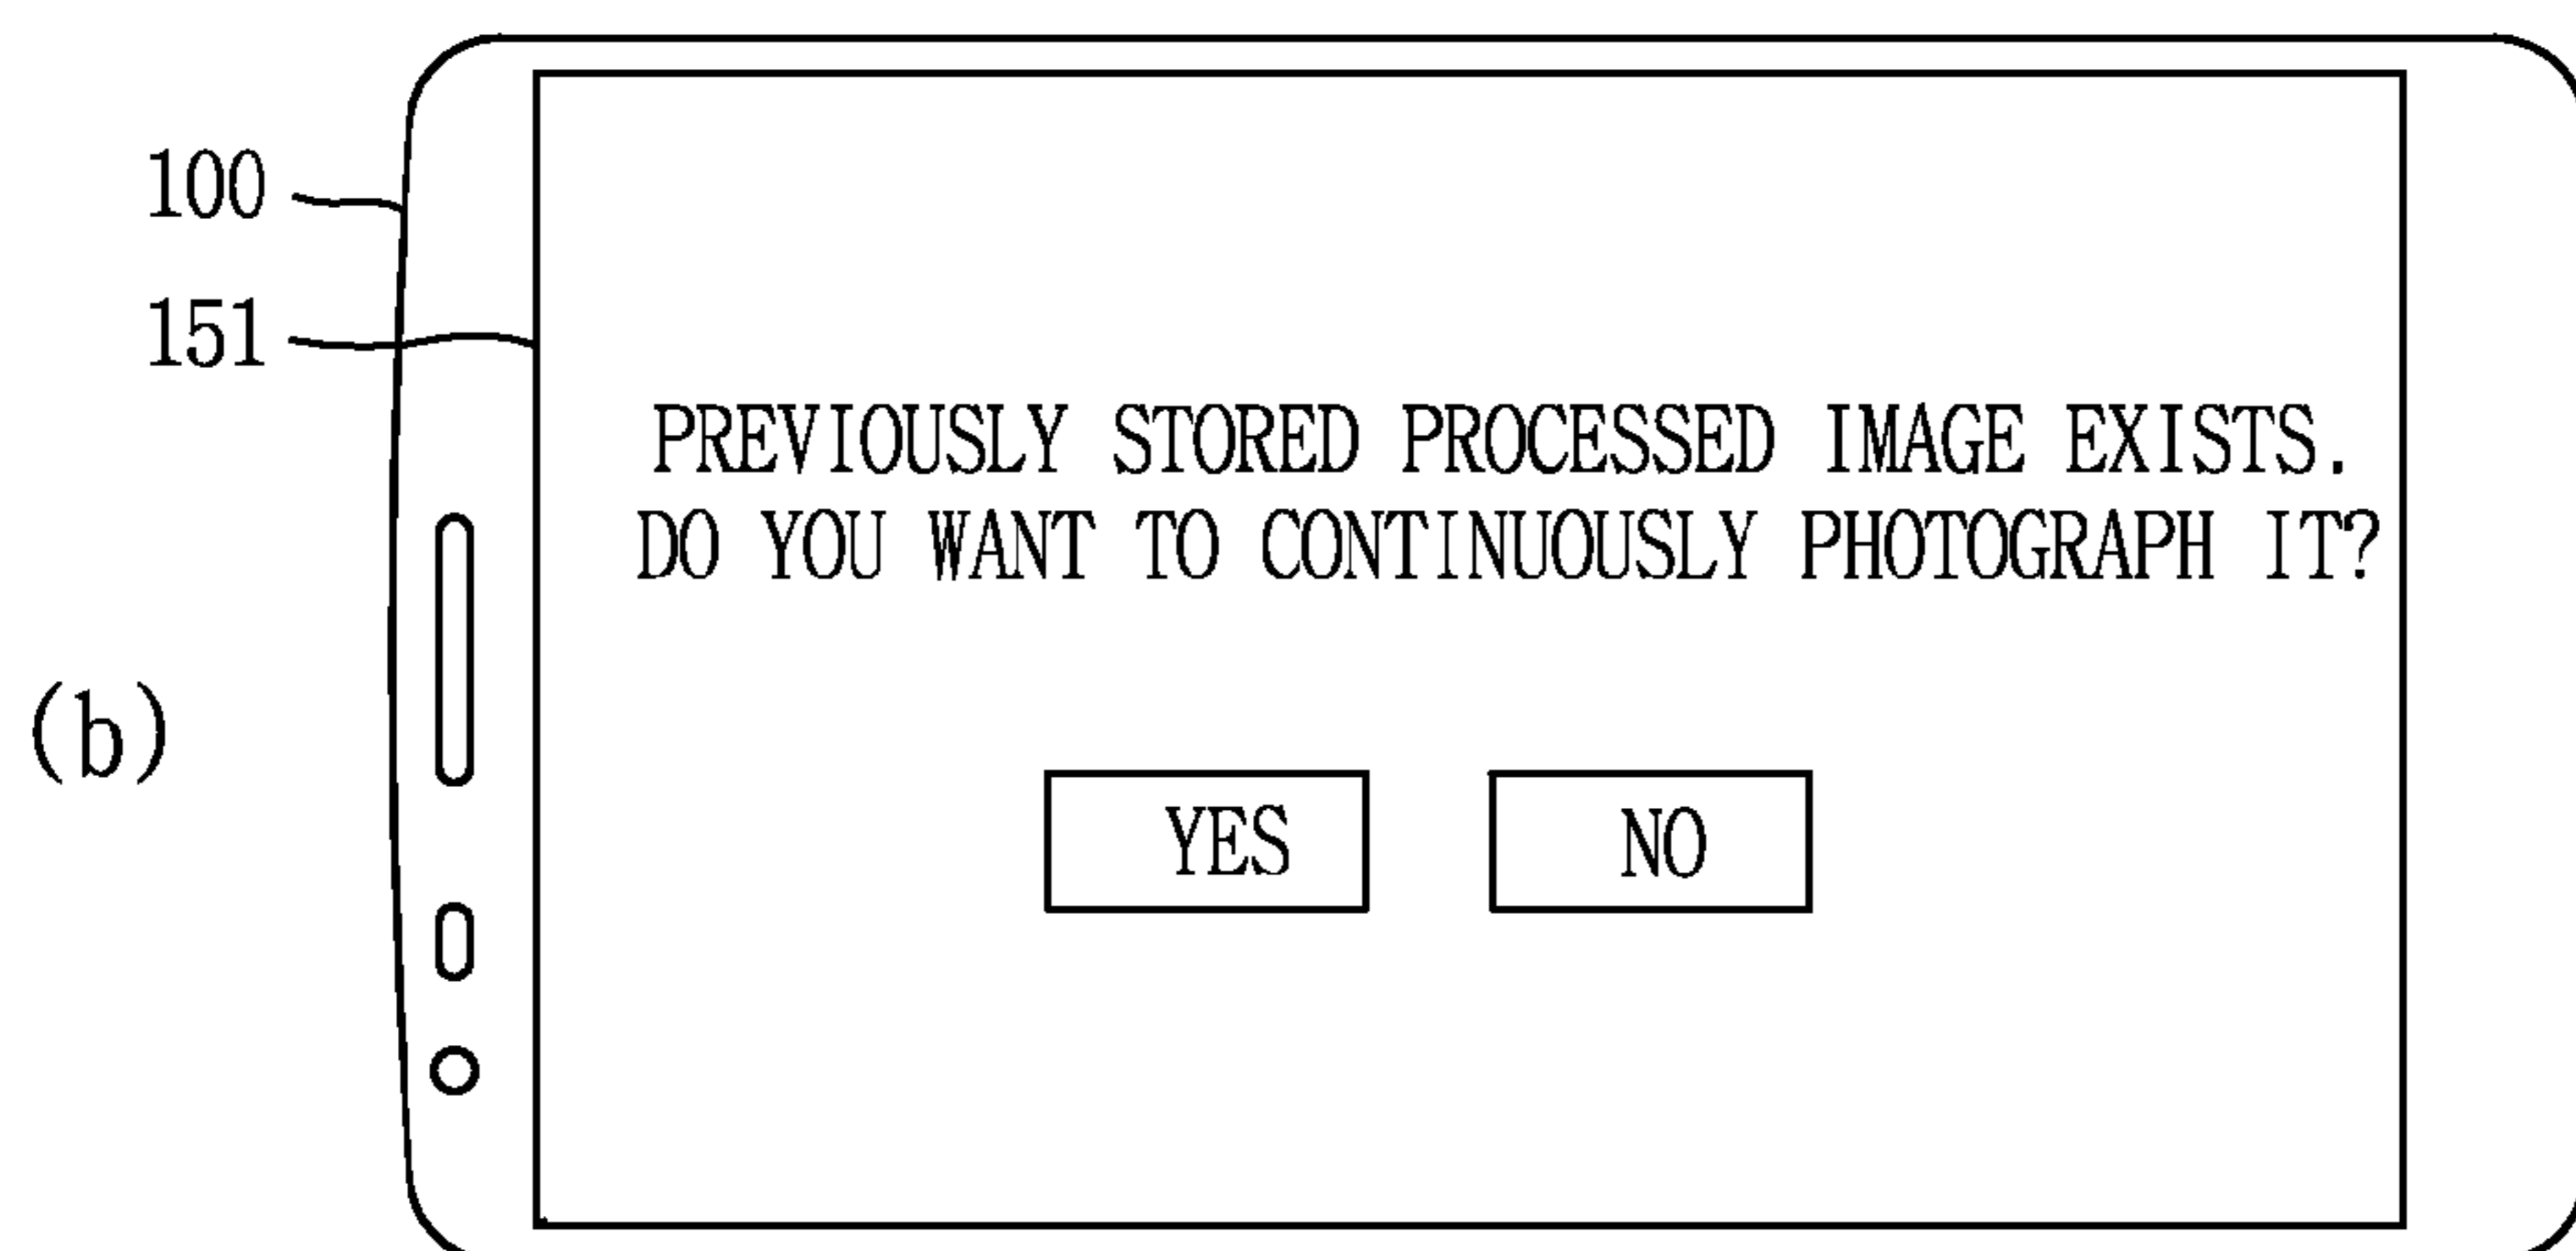 100
151
PREVIOUSLY STORED PROCESSED IMAGE EXISTS.
DO YOU WANT TO CONTINUOUSLY PHOTOGRAPH IT?
(b)
YES NO